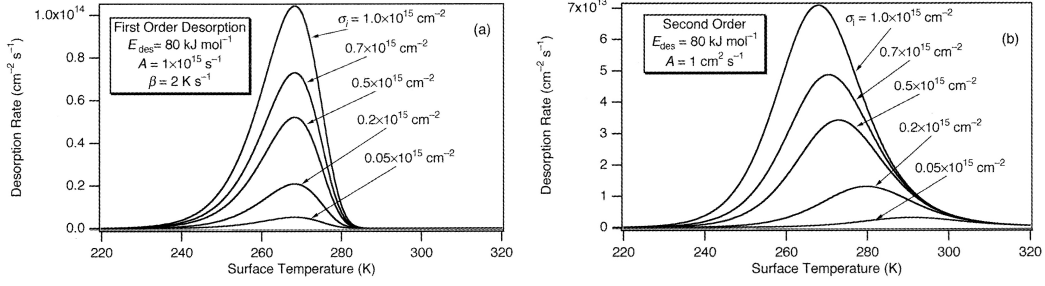 1.0x10¹⁴
0.8
0.6
0.4
0.2
0.0
Desorption Rate (cm⁻² s⁻¹)
First Order Desorption
E_des = 80 kJ mol⁻¹
A = 1×10¹⁵ s⁻¹
β = 2 K s⁻¹
(a)
σᵢ = 1.0×10¹⁵ cm⁻²
0.7×10¹⁵ cm⁻²
0.5×10¹⁵ cm⁻²
0.2×10¹⁵ cm⁻²
0.05×10¹⁵ cm⁻²
220 240 260 280 300 320
Surface Temperature (K)
7x10¹³
6
5
4
3
2
1
0
Desorption Rate (cm⁻² s⁻¹)
Second Order
E_des = 80 kJ mol⁻¹
A = 1 cm² s⁻¹
(b)
σᵢ = 1.0×10¹⁵ cm⁻²
0.7×10¹⁵ cm⁻²
0.5×10¹⁵ cm⁻²
0.2×10¹⁵ cm⁻²
0.05×10¹⁵ cm⁻²
220 240 260 280 300 320
Surface Temperature (K)